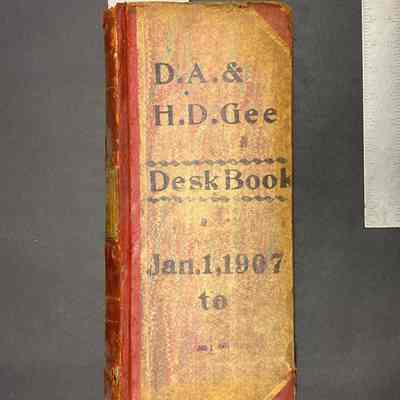 D.A.&
H.D.Gee
Desk Book
Jan.1,1907
to